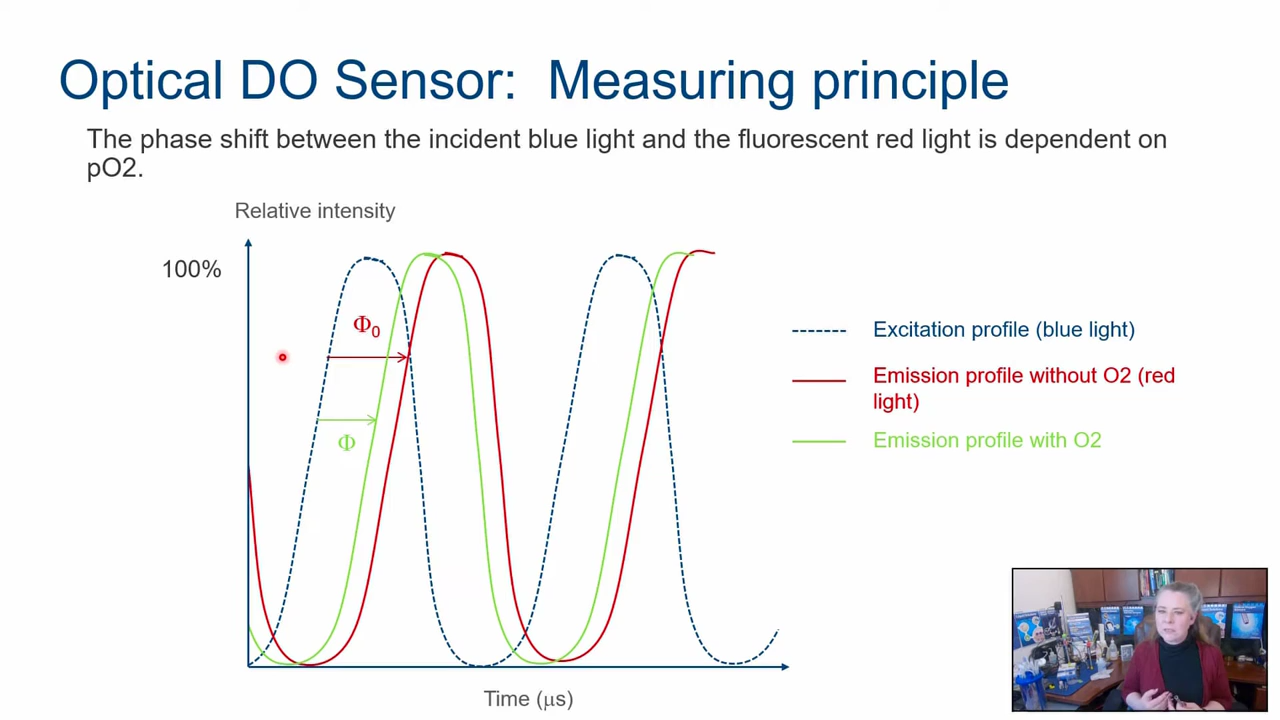 Optical DO Sensor:  Measuring principle
The phase shift between the incident blue light and the fluorescent red light is dependent on
pO2.
Relative intensity
100%
Φ0
Φ
Excitation profile (blue light)
Emission profile without O2 (red
light)
Emission profile with O2
Time (μs)